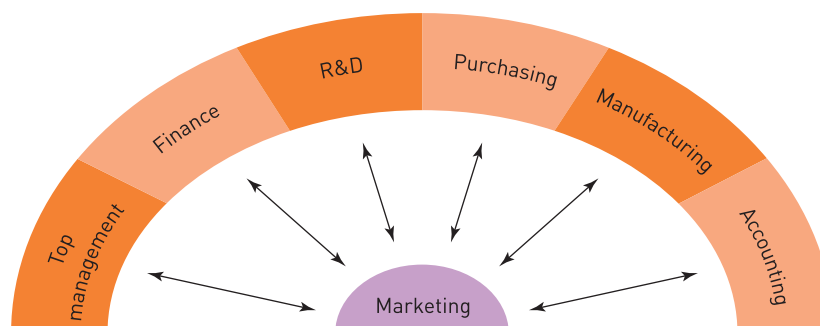 Top
management
Finance
R&D
Purchasing
Manufacturing
Accounting
Marketing